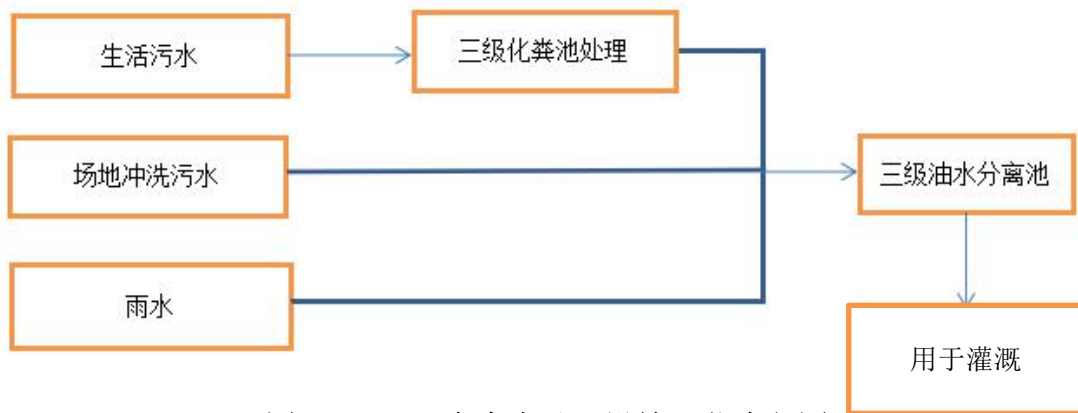 生活污水
三级化粪池处理
场地冲洗污水
三级油水分离池
雨水
用于灌溉